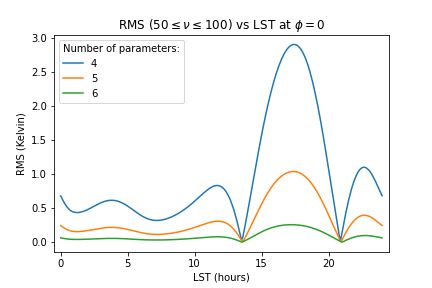 RMS (50 ≤ ν ≤ 100) vs LST at ϕ = 0
Number of parameters:
4
5
6
RMS (Kelvin)
3.0
2.5
2.0
1.5
1.0
0.5
0.0
0 5 10 15 20
LST (hours)